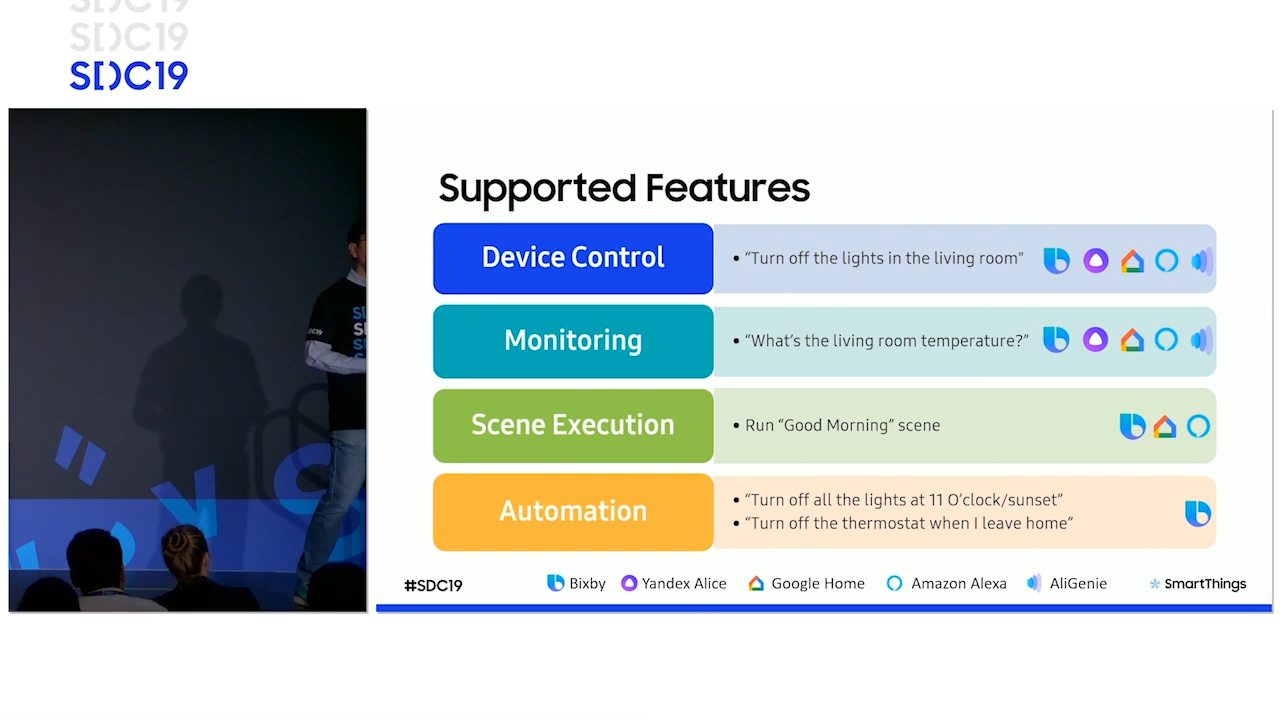 SDC19
SDC19
SDC19
Supported Features
Device Control
• “Turn off the lights in the living room"
Monitoring
• “What's the living room temperature?”
Scene Execution
• Run “Good Morning” scene
Automation
• “Turn off all the lights at 11 O'clock/sunset”
• “Turn off the thermostat when I leave home”
#SDC19
Bixby
Yandex Alice
Google Home
Amazon Alexa
AliGenie
SmartThings